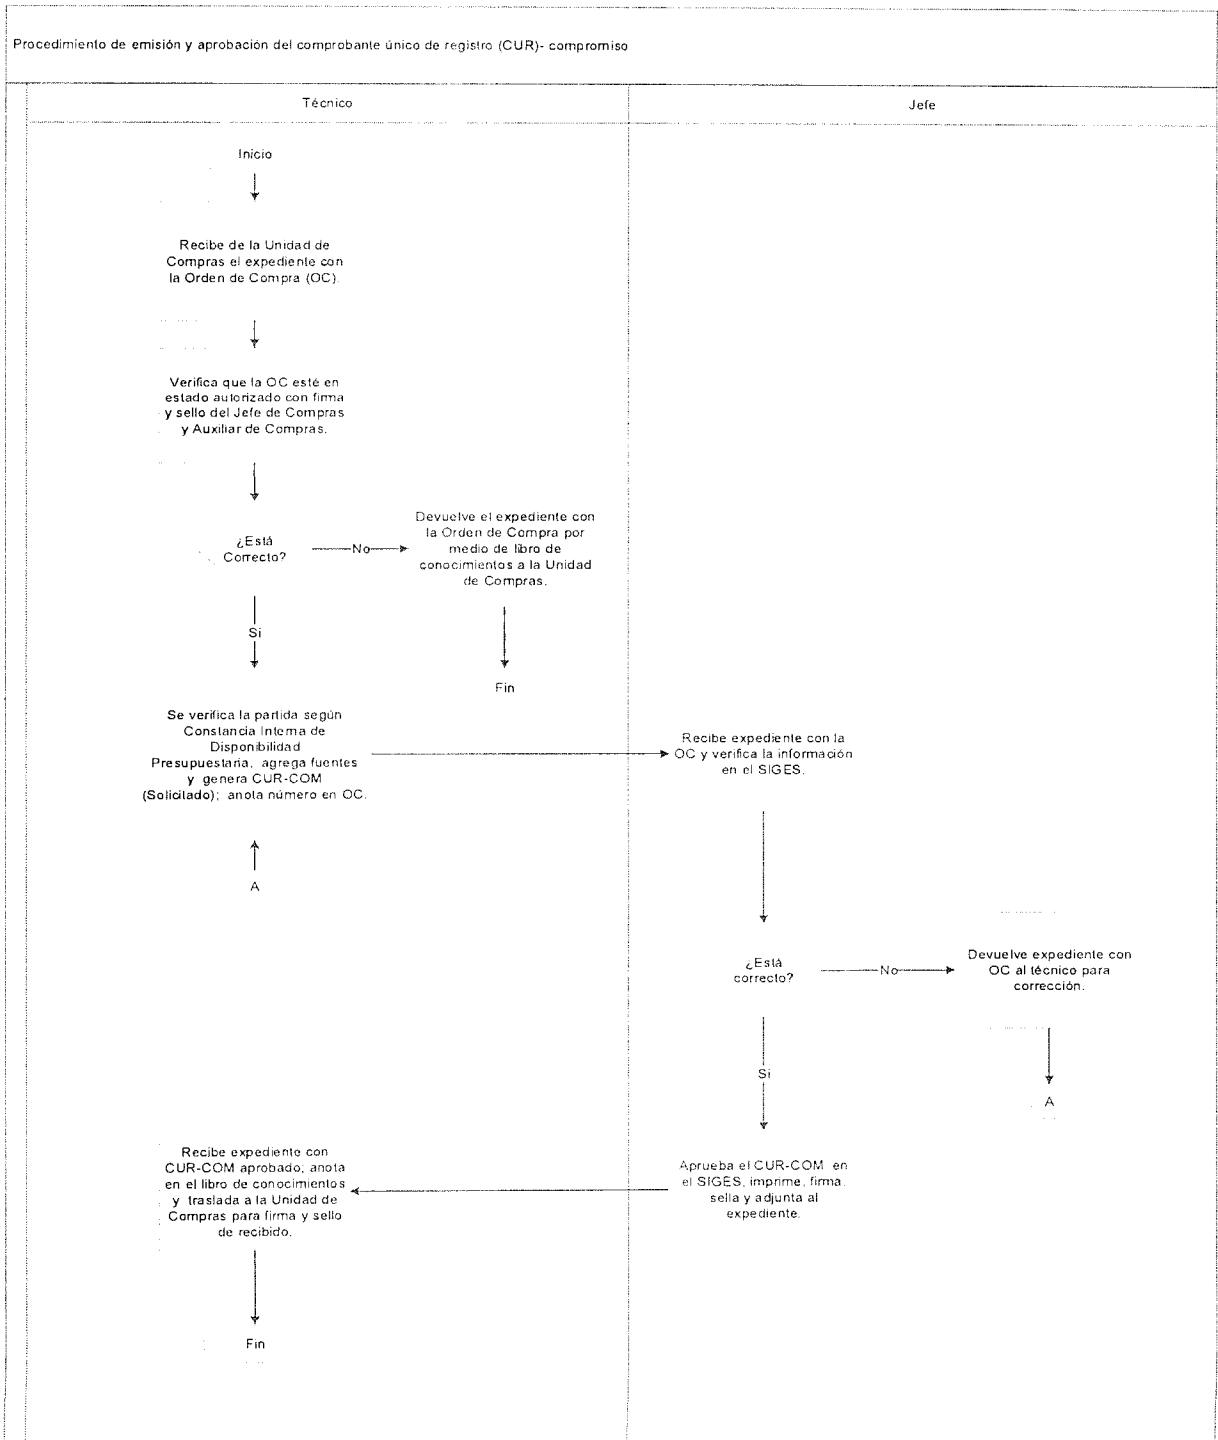 Procedimiento de emisión y aprobación del comprobante único de registro (CUR)- compromiso
Técnico
Jefe
Inicio
Recibe de la Unidad de
Compras el expediente con
la Orden de Compra (OC).
Verifica que la OC esté en
estado autorizado con firma
y sello del Jefe de Compras
y Auxiliar de Compras.
¿Está
Correcto?
No
Devuelve el expediente con
la Orden de Compra por
medio de libro de
conocimientos a la Unidad
de Compras.
Fin
Si
Se verifica la partida según
Constancia Interna de
Disponibilidad
Presupuestaria, agrega fuentes
y genera CUR-COM
(Solicitado); anota número en OC.
A
Recibe expediente con la
OC y verifica la información
en el SIGES.
¿Está
correcto?
No
Devuelve expediente con
OC al técnico para
corrección.
A
Si
Aprueba el CUR-COM en
el SIGES, imprime, firma,
sella y adjunta al
expediente.
Recibe expediente con
CUR-COM aprobado; anota
en el libro de conocimientos
y traslada a la Unidad de
Compras para firma y sello
de recibido.
Fin